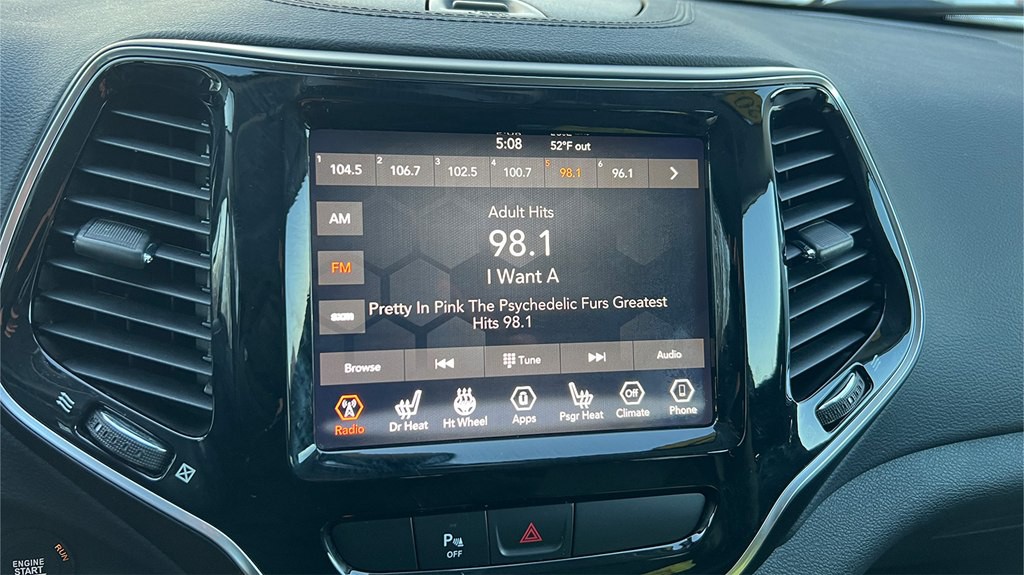 5:08 52°F out
1 104.5 2 106.7 3 102.5 4 100.7 5 98.1 6 96.1
AM
FM
sxm
Adult Hits
98.1
I Want A
Pretty In Pink The Psychedelic Furs Greatest
Hits 98.1
Browse Tune Audio
Radio Dr Heat Ht Wheel Apps Psgr Heat Off Climate Phone
P OFF
RUN
ENGINE
START